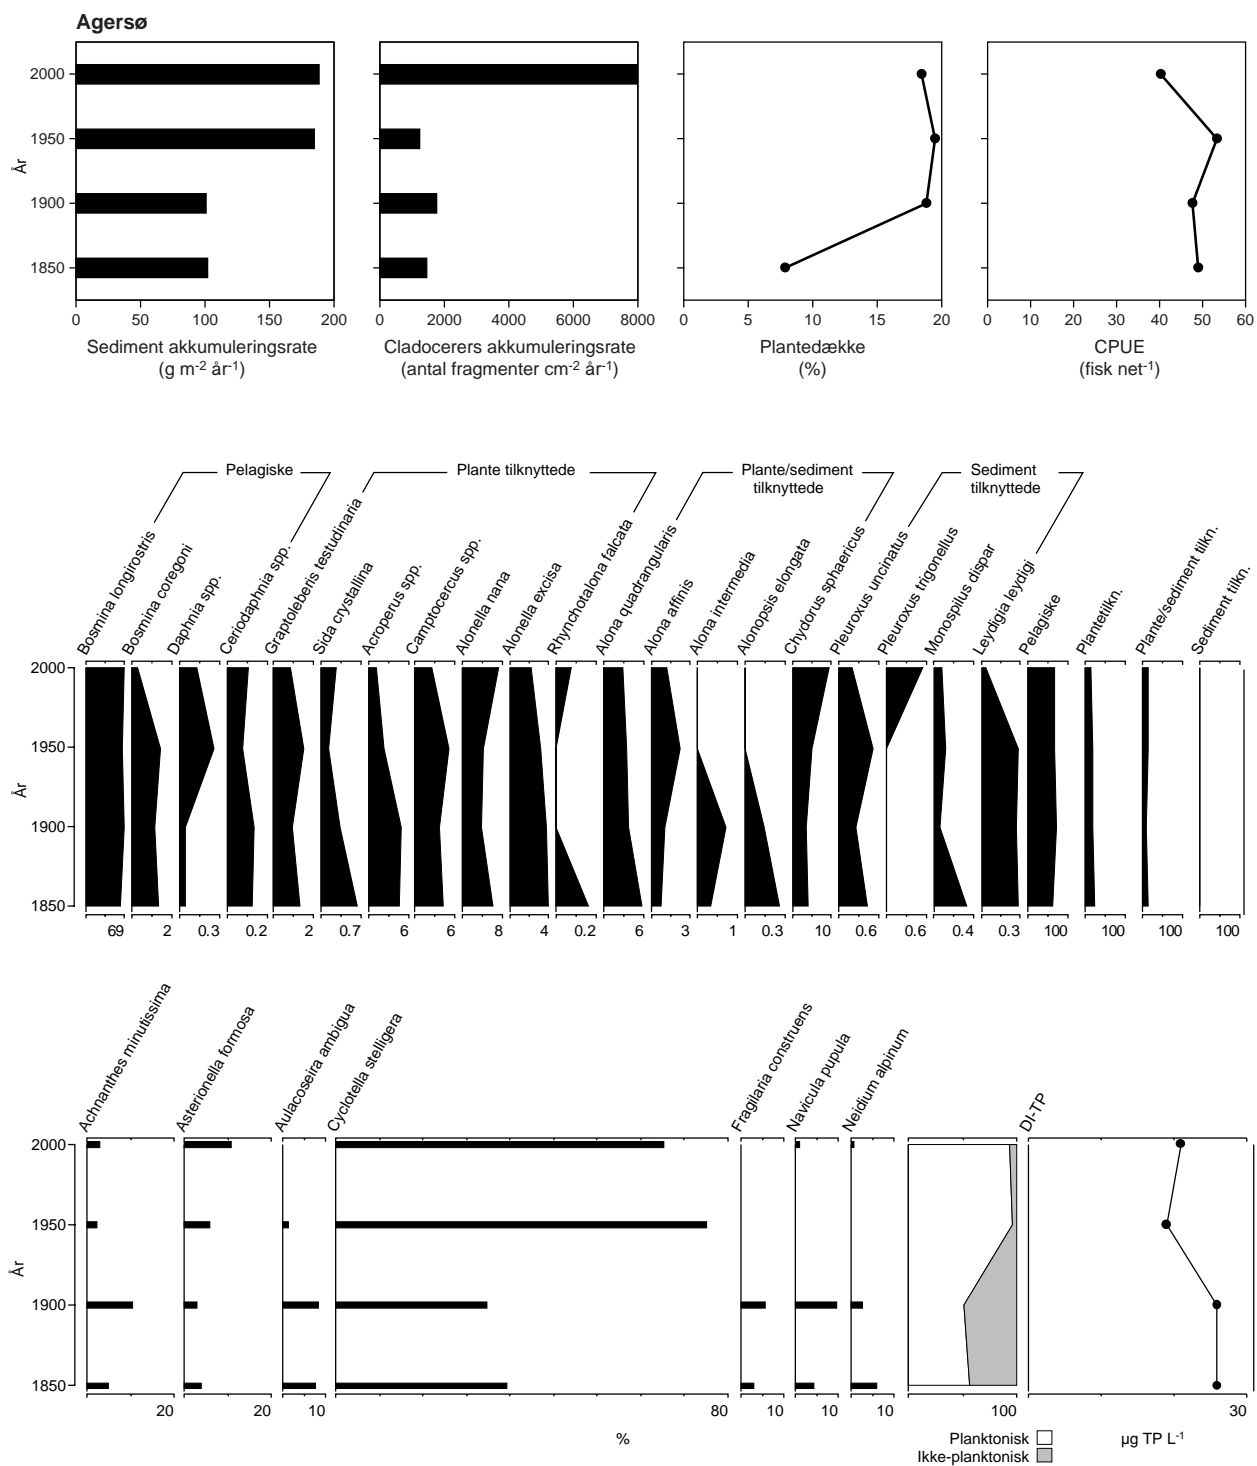 Agersø
2000
1950
1900
1850
År
0 50 100 150 200
Sediment akkumuleringsrate
(g m-2 år-1)
0 2000 4000 6000 8000
Cladocerers akkumuleringsrate
(antal fragmenter cm-2 år-1)
0 5 10 15 20
Plantedække
(%)
0 10 20 30 40 50 60
CPUE
(fisk net-1)
Pelagiske
Plante tilknyttede
Plante/sediment
tilknyttede
Sediment
tilknyttede
Bosmina longirostris
Bosmina coregoni
Daphnia spp.
Ceriodaphnia spp.
Graptoleberis testudinaria
Sida crystallina
Acroperus spp.
Camptocercus spp.
Alonella nana
Alonella excisa
Rhynchotalona falcata
Alona quadrangularis
Alona affinis
Alona intermedia
Alonopsis elongata
Chydorus sphaericus
Pleuroxus uncinatus
Pleuroxus trigonellus
Monospilus dispar
Leydigia leydigi
Pelagiske
Plantetilkn.
Plante/sediment tilkn.
Sediment tilkn.
2000
1950
1900
1850
År
69 2 0.3 0.2 2 0.7 6 6 8 4 0.2 6 3 1 0.3 10 0.6 0.6 0.4 0.3 100 100 100 100
Achnanthes minutissima
Asterionella formosa
Aulacoseira ambigua
Cyclotella stelligera
Fragilaria construens
Navicula pupula
Neidium alpinum
DI-TP
2000
1950
1900
1850
År
20 20 10 80 10 10 10 100 30
%
Planktonisk
Ikke-planktonisk
µg TP L-1